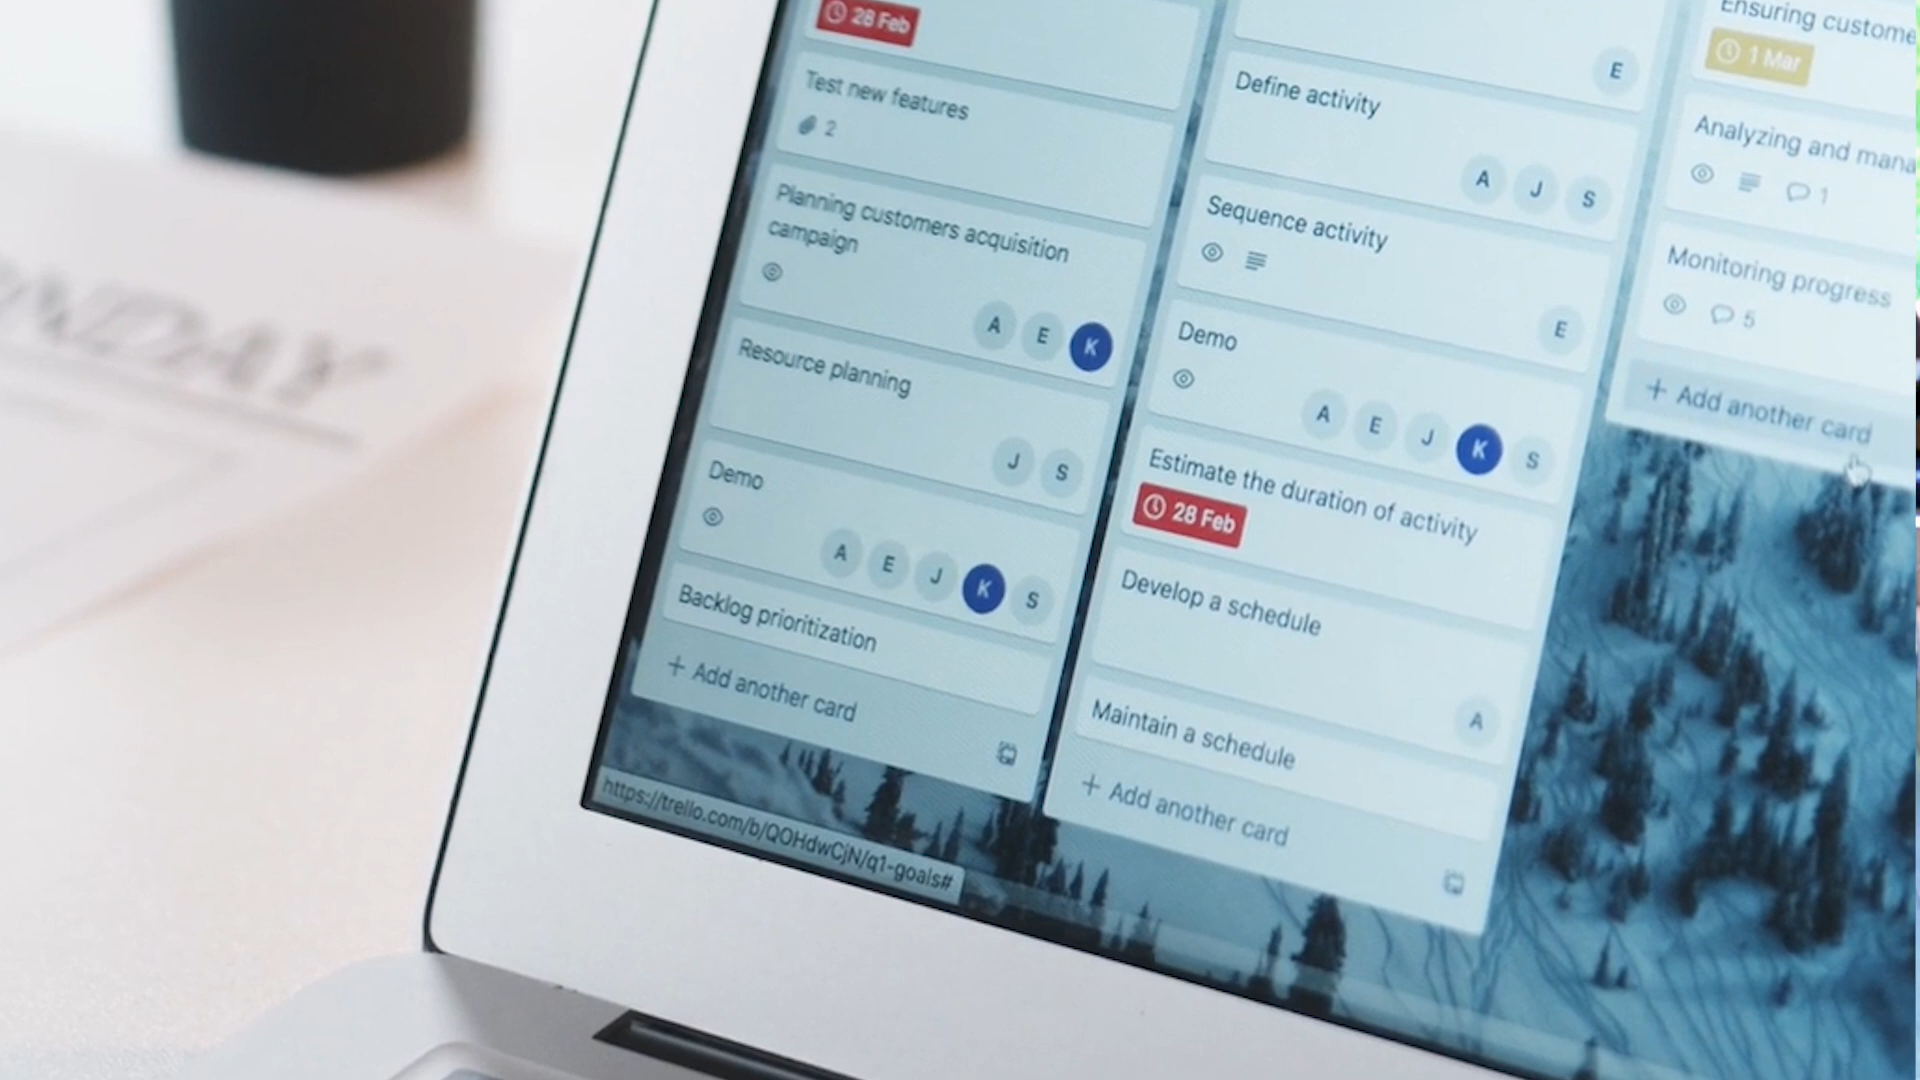 28 Feb
Test new features
2
Planning customers acquisition
campaign
A E K
Resource planning
J S
Demo
A E J K S
Backlog prioritization
+ Add another card
https://trello.com/b/QOHdwCjN/q1-goals#
E
Define activity
A J S
Sequence activity
E
Demo
A E J K S
Estimate the duration of activity
28 Feb
Develop a schedule
A
Maintain a schedule
+ Add another card
Ensuring custome
1 Mar
Analyzing and mana
1
Monitoring progress
5
+ Add another card